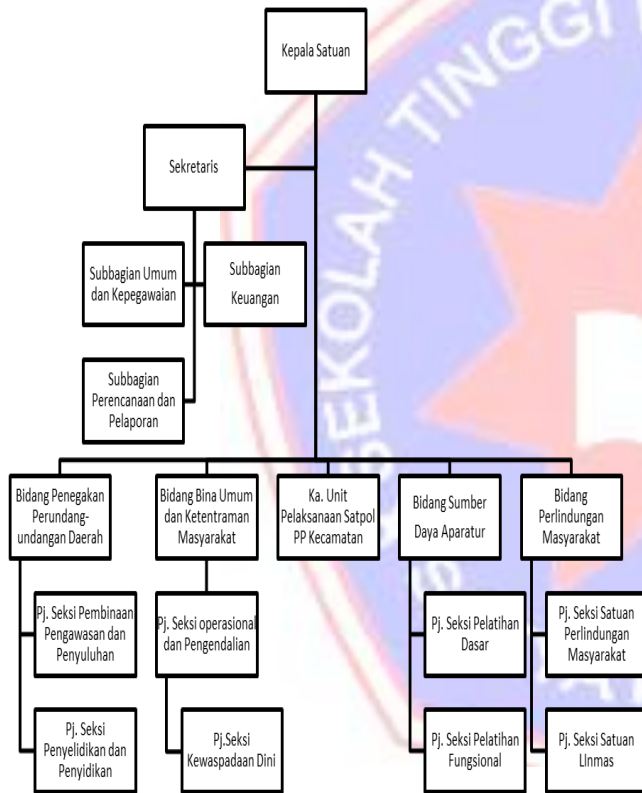 Kepala Satuan
Sekretaris
Subbagian Umum
dan Kepegawaian
Subbagian
Keuangan
Subbagian
Perencanaan dan
Pelaporan
Bidang Penegakan
Perundang-
undangan Daerah
Bidang Bina Umum
dan Ketentraman
Masyarakat
Ka. Unit
Pelaksanaan Satpol
PP Kecamatan
Bidang Sumber
Daya Aparatur
Bidang
Perlindungan
Masyarakat
Pj. Seksi Pembinaan
Pengawasan dan
Penyuluhan
Pj. Seksi operasional
dan Pengendalian
Pj. Seksi Pelatihan
Dasar
Pj. Seksi Satuan
Perlindungan
Masyarakat
Pj. Seksi
Penyelidikan dan
Penyidikan
Pj.Seksi
Kewaspadaan Dini
Pj. Seksi Pelatihan
Fungsional
Pj. Seksi Satuan
LInmas
SEKOLAH TINGGI